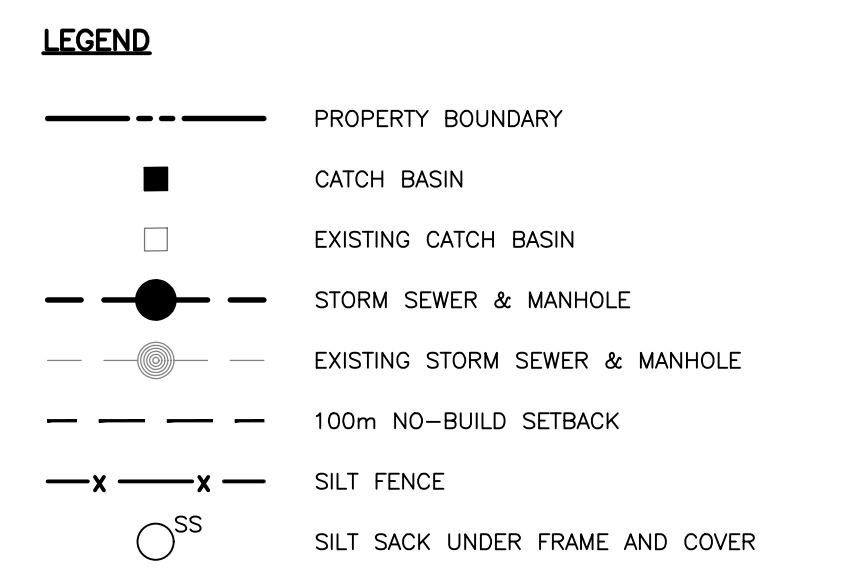 LEGEND
PROPERTY BOUNDARY
CATCH BASIN
EXISTING CATCH BASIN
STORM SEWER & MANHOLE
EXISTING STORM SEWER & MANHOLE
100m NO-BUILD SETBACK
X X SILT FENCE
SS
SILT SACK UNDER FRAME AND COVER